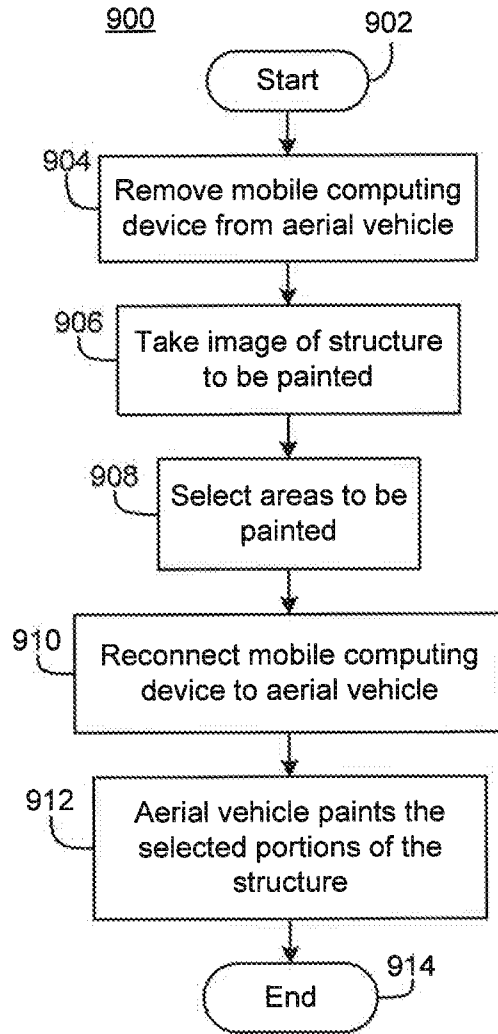 900
902
Start
904
Remove mobile computing
device from aerial vehicle
906
Take image of structure
to be painted
908
Select areas to be
painted
910
Reconnect mobile computing
device to aerial vehicle
912
Aerial vehicle paints the
selected portions of the
structure
914
End